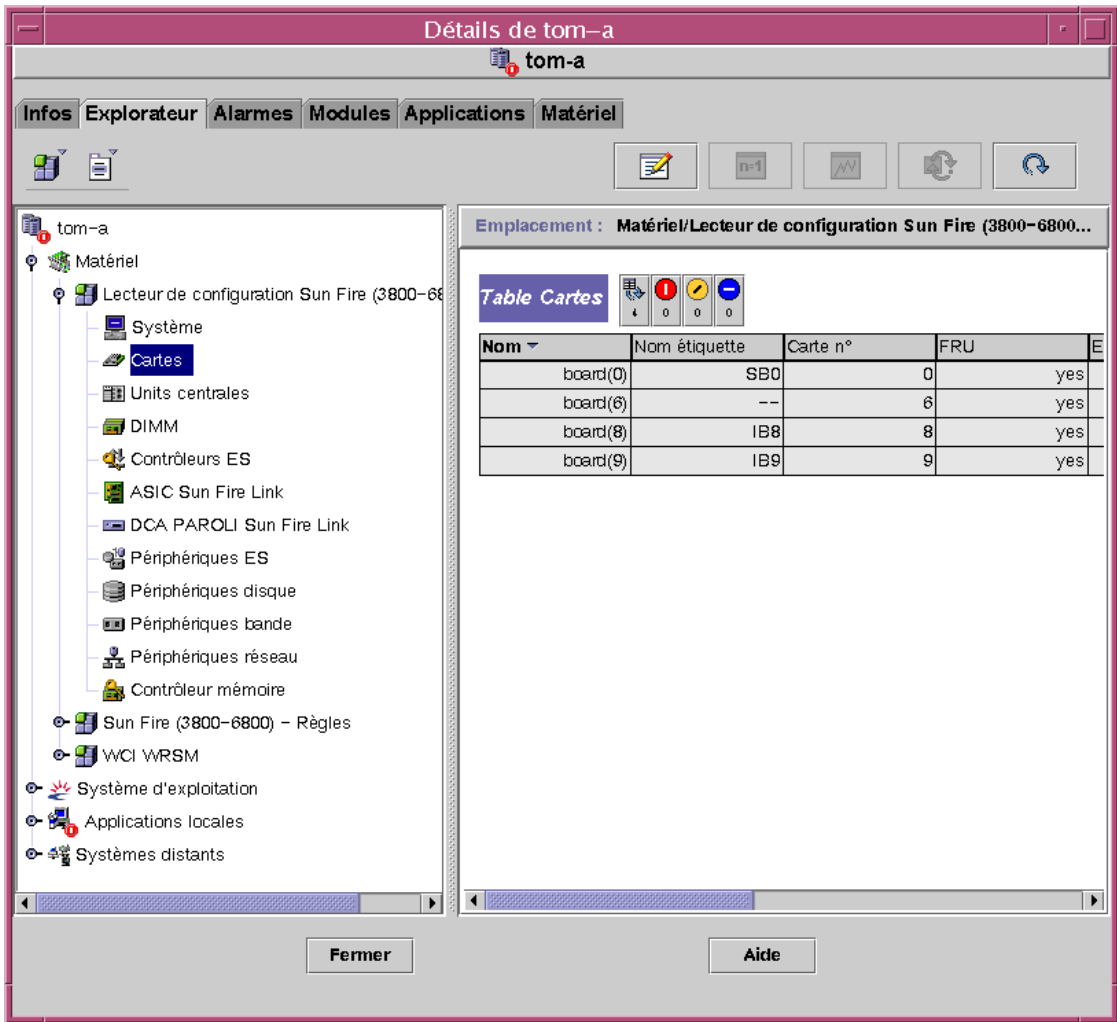 Détails de tom–a
tom-a
Infos Explorateur Alarmes Modules Applications Matériel
n=1
tom–a
Matériel
Lecteur de configuration Sun Fire (3800–68
Système
Cartes
Units centrales
DIMM
Contrôleurs ES
ASIC Sun Fire Link
DCA PAROLI Sun Fire Link
Périphériques ES
Périphériques disque
Périphériques bande
Périphériques réseau
Contrôleur mémoire
Sun Fire (3800–6800) – Règles
WCI WRSM
Système d'exploitation
Applications locales
Systèmes distants
Emplacement : Matériel/Lecteur de configuration Sun Fire (3800–6800...
Table Cartes 4 0 0 0
Nom Nom étiquette Carte n° FRU E
board(0) SB0 0 yes
board(6) –– 6 yes
board(8) IB8 8 yes
board(9) IB9 9 yes
Fermer Aide